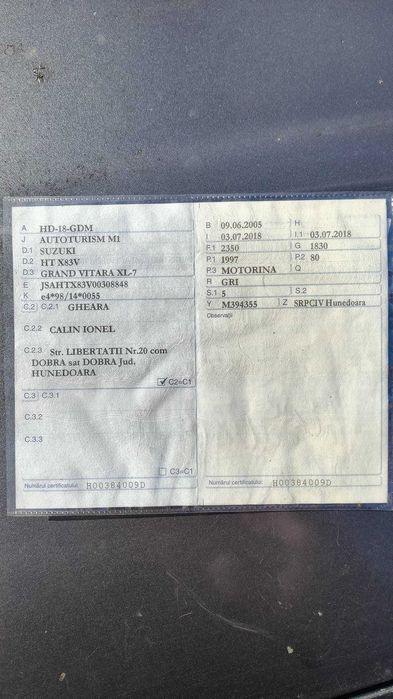 A HD-18-GDM
J AUTOTURISM M1
D.1 SUZUKI
D.2 HT X83V
D.3 GRAND VITARA XL-7
E JSAHTX83V00308848
K e4*98/14*0055
C.2 C.2.1 GHEARA
C.2.2 CALIN IONEL
C.2.3 Str. LIBERTATII Nr.20 com
DOBRA sat DOBRA Jud.
HUNEDOARA
C2=C1
C.3 C.3.1
C.3.2
C.3.3
C3=C1
Numărul certificatului: H00384009D
B 09.06.2005 H
I 03.07.2018 I.1 03.07.2018
F.1 2350 G 1830
P.1 1997 P.2 80
P.3 MOTORINA Q
R GRI
S.1 5 S.2
Y M394355 Z SRPCIV Hunedoara
Observații
Numărul certificatului: H00384009D